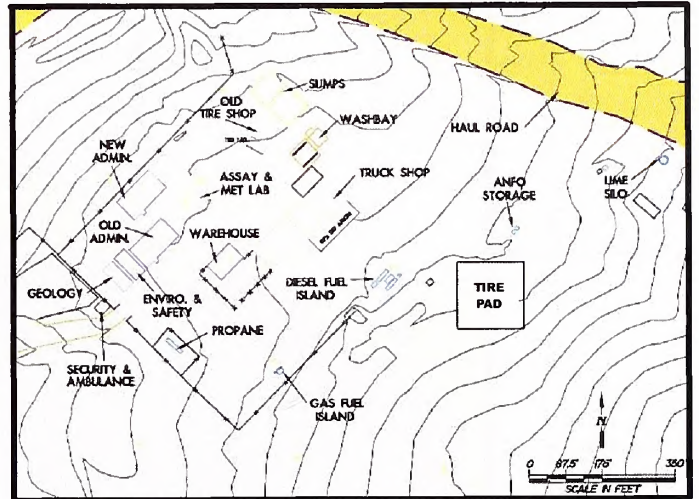 SUMPS
OLD
TIRE SHOP
WASHBAY
HAUL ROAD
NEW
ADMIN.
ASSAY &
MET LAB
TRUCK SHOP
ANFO
STORAGE
LIME
SILO
OLD
ADMIN.
WAREHOUSE
GEOLOGY
ENVIRO. &
SAFETY
DIESEL FUEL
ISLAND
TIRE
PAD
PROPANE
SECURITY &
AMBULANCE
GAS FUEL
ISLAND
N
0 87.5' 175 350
SCALE IN FEET